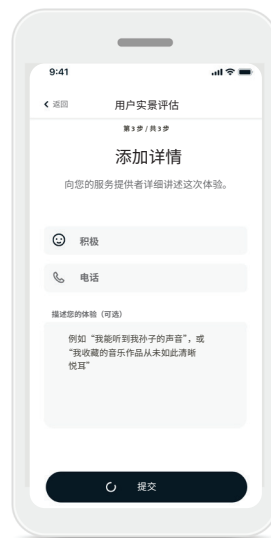 9:41
返回
用户实景评估
第3步/共3步
添加详情
向您的服务提供者详细讲述这次体验。
积极
电话
描述您的体验（可选）
例如“我能听到我孙子的声音”，或
“我收藏的音乐作品从未如此清晰
悦耳”
提交